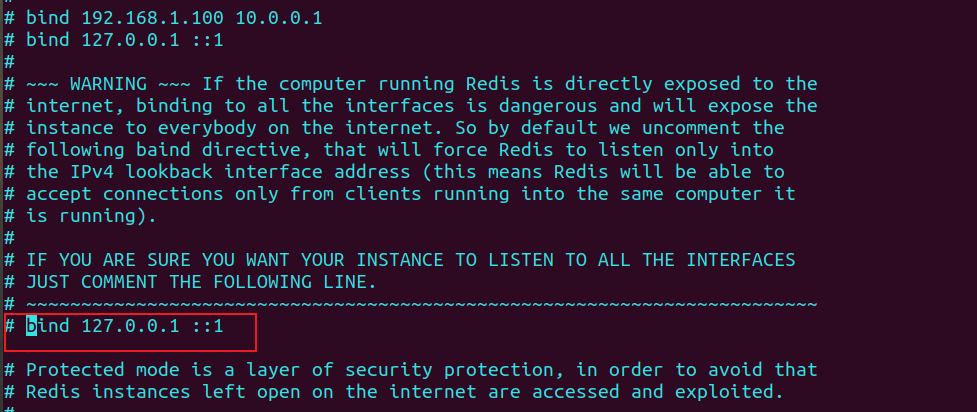 #
# bind 192.168.1.100 10.0.0.1
# bind 127.0.0.1 ::1
#
# ~~~ WARNING ~~~ If the computer running Redis is directly exposed to the
# internet, binding to all the interfaces is dangerous and will expose the
# instance to everybody on the internet. So by default we uncomment the
# following baind directive, that will force Redis to listen only into
# the IPv4 lookback interface address (this means Redis will be able to
# accept connections only from clients running into the same computer it
# is running).
#
# IF YOU ARE SURE YOU WANT YOUR INSTANCE TO LISTEN TO ALL THE INTERFACES
# JUST COMMENT THE FOLLOWING LINE.
# ~~~~~~~~~~~~~~~~~~~~~~~~~~~~~~~~~~~~~~~~~~~~~~~~~~~~~~~~~~~~~~~~~~~~~~~~
# bind 127.0.0.1 ::1
# Protected mode is a layer of security protection, in order to avoid that
# Redis instances left open on the internet are accessed and exploited.
#